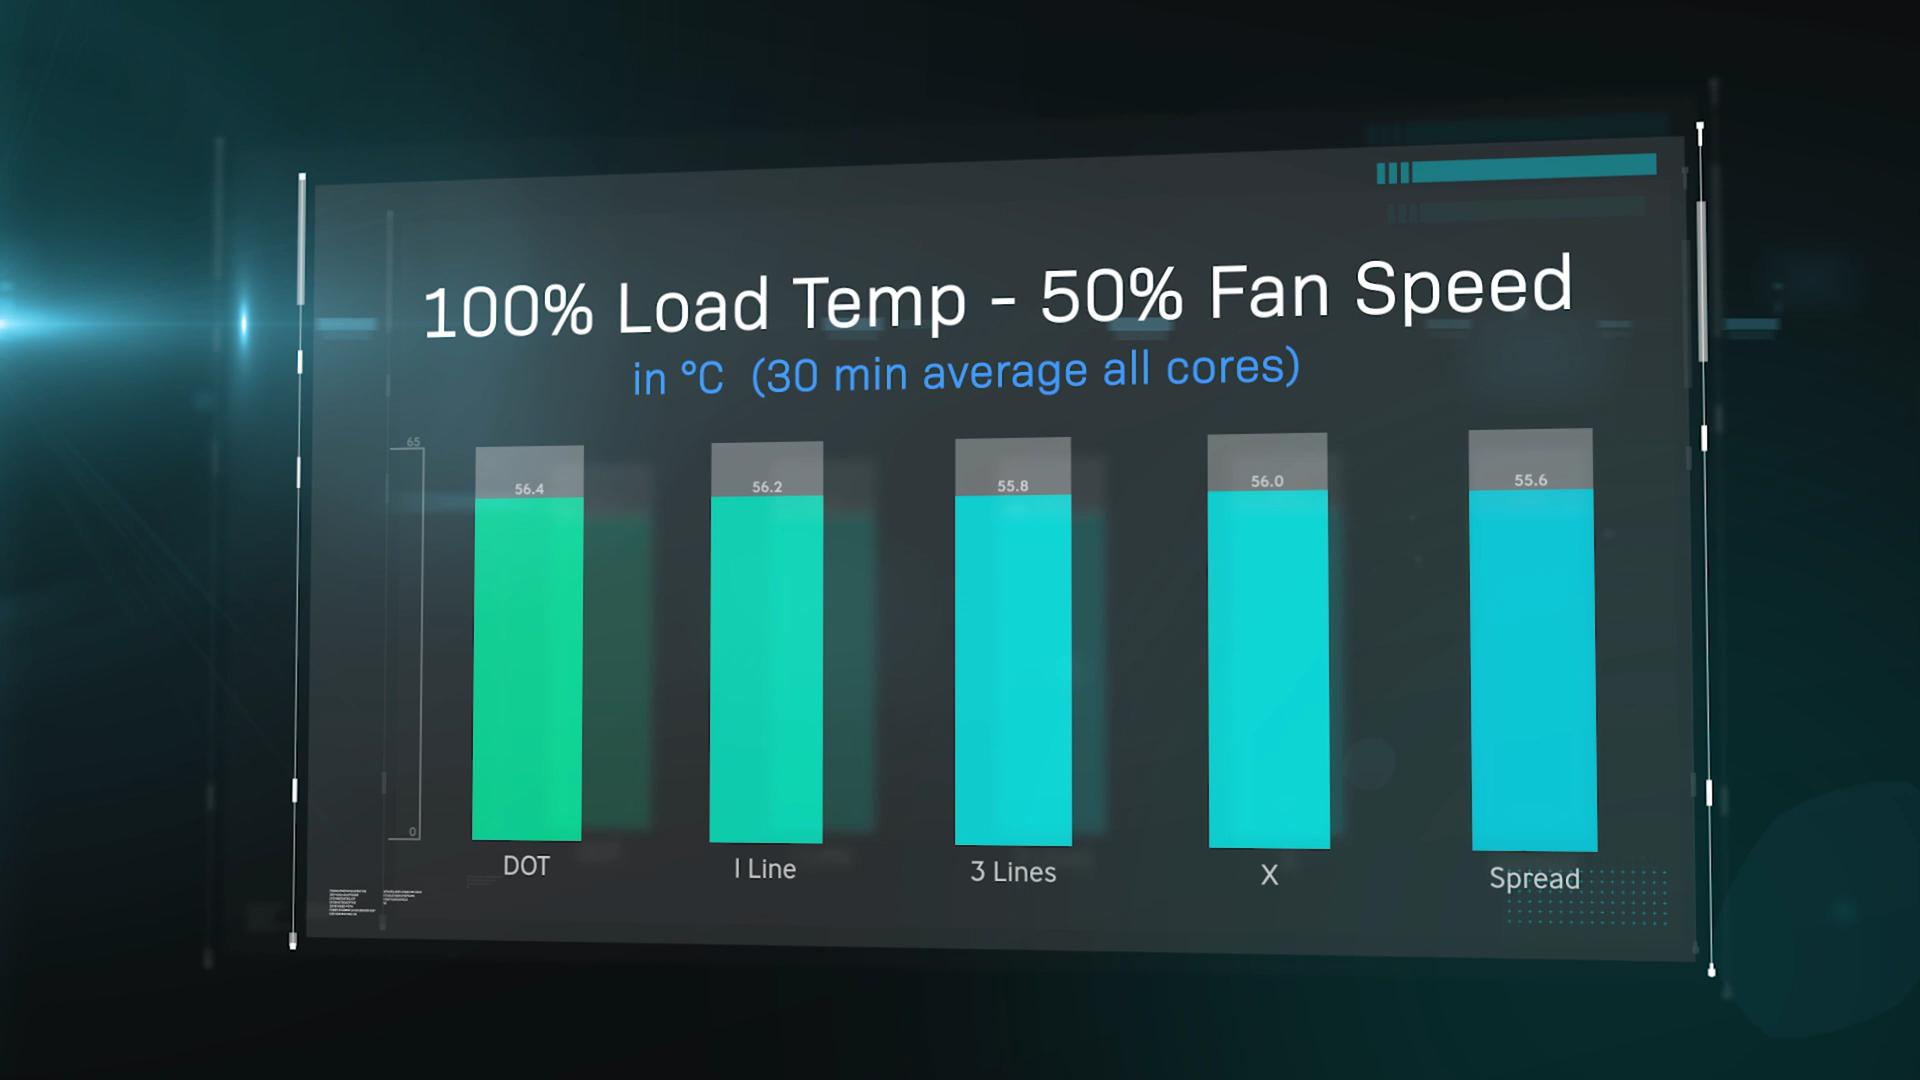 100% Load Temp - 50% Fan Speed
in °C (30 min average all cores)
65
56.4 56.2 55.8 56.0 55.6
0
DOT 1 Line 3 Lines X Spread